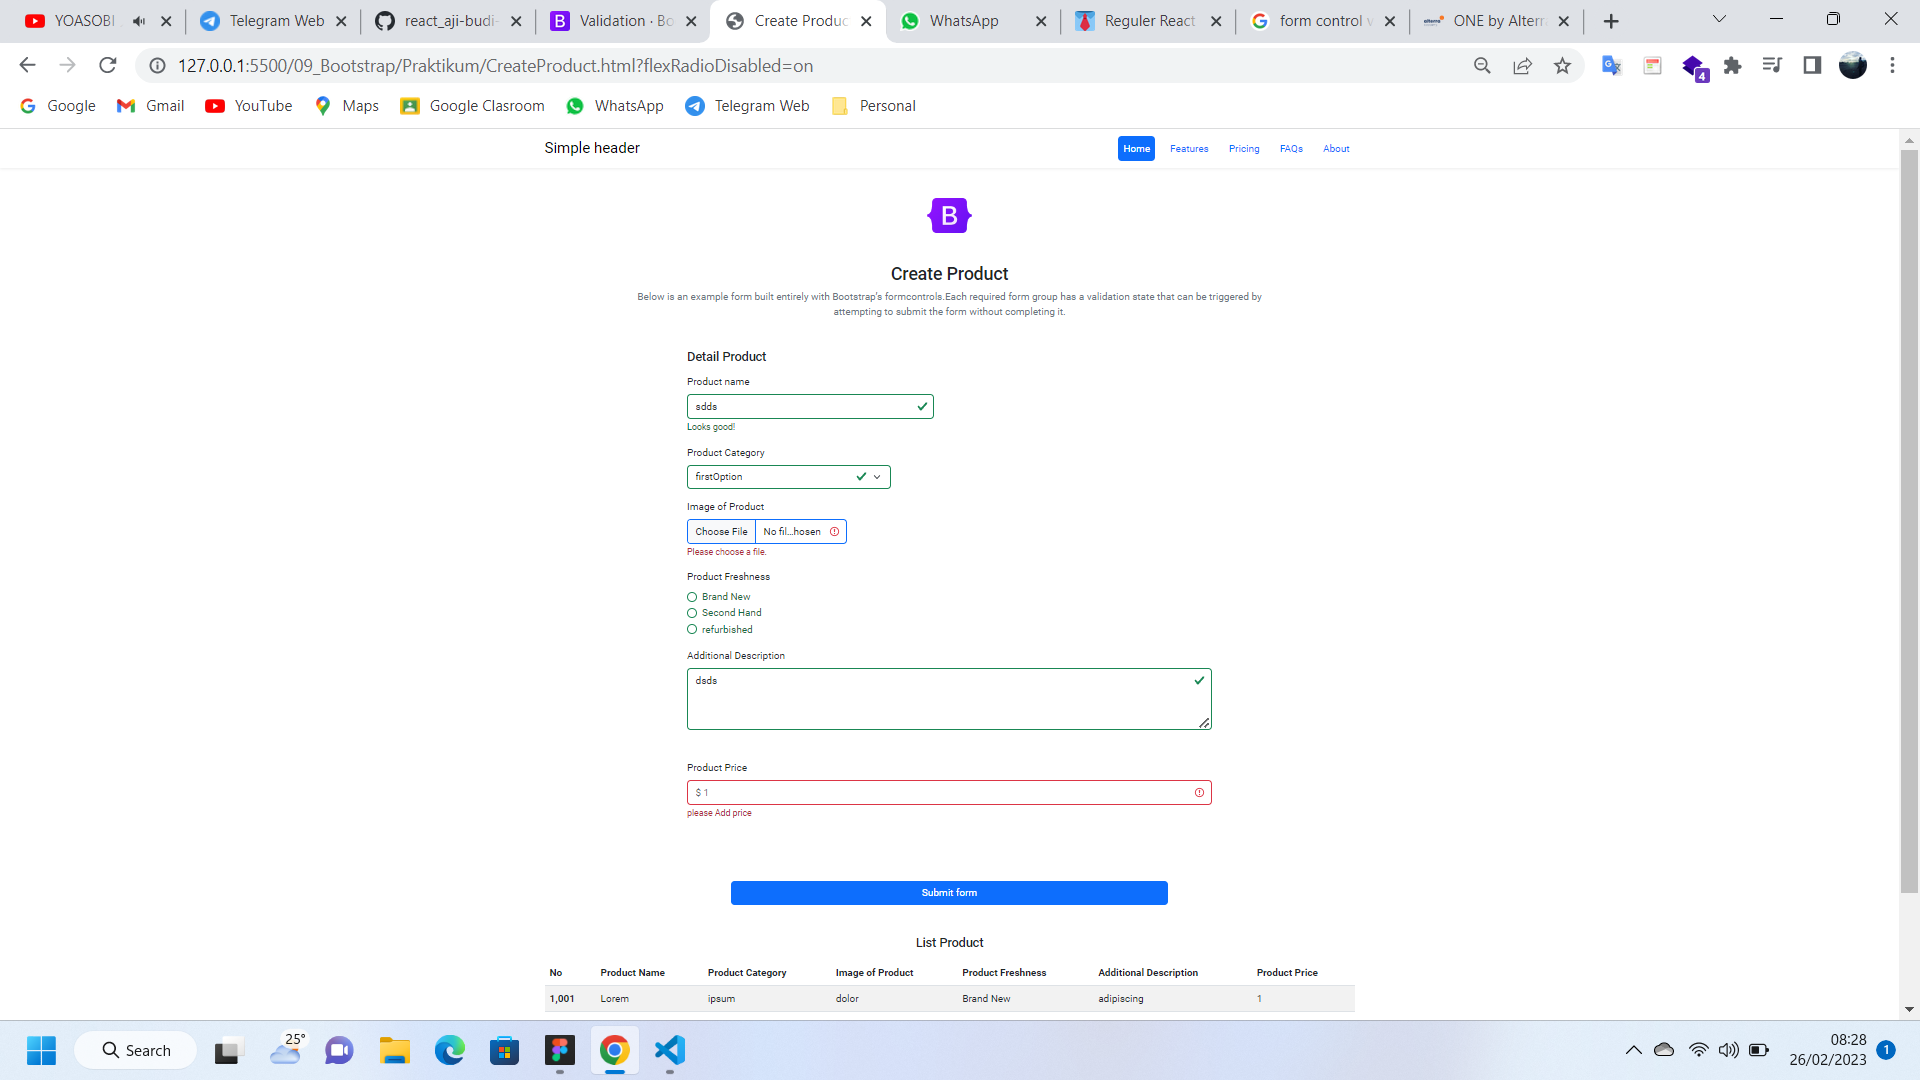 YOASOBI
Telegram Web
react_aji-budi-
Validation · Bo
Create Produc
WhatsApp
Reguler React
form control v
ONE by Alterra
127.0.0.1:5500/09_Bootstrap/Praktikum/CreateProduct.html?flexRadioDisabled=on
4
Google
Gmail
YouTube
Maps
Google Clasroom
WhatsApp
Telegram Web
Personal
Simple header
Home
Features
Pricing
FAQs
About
B
Create Product
Below is an example form built entirely with Bootstrap's formcontrols.Each required form group has a validation state that can be triggered by
attempting to submit the form without completing it.
Detail Product
Product name
sdds
Looks good!
Product Category
firstOption
Image of Product
Choose File
No fil...hosen
Please choose a file.
Product Freshness
Brand New
Second Hand
refurbished
Additional Description
dsds
Product Price
$ 1
please Add price
Submit form
List Product
No Product Name Product Category Image of Product Product Freshness Additional Description Product Price
1,001 Lorem ipsum dolor Brand New adipiscing 1
Search
25°
08:28
26/02/2023
1